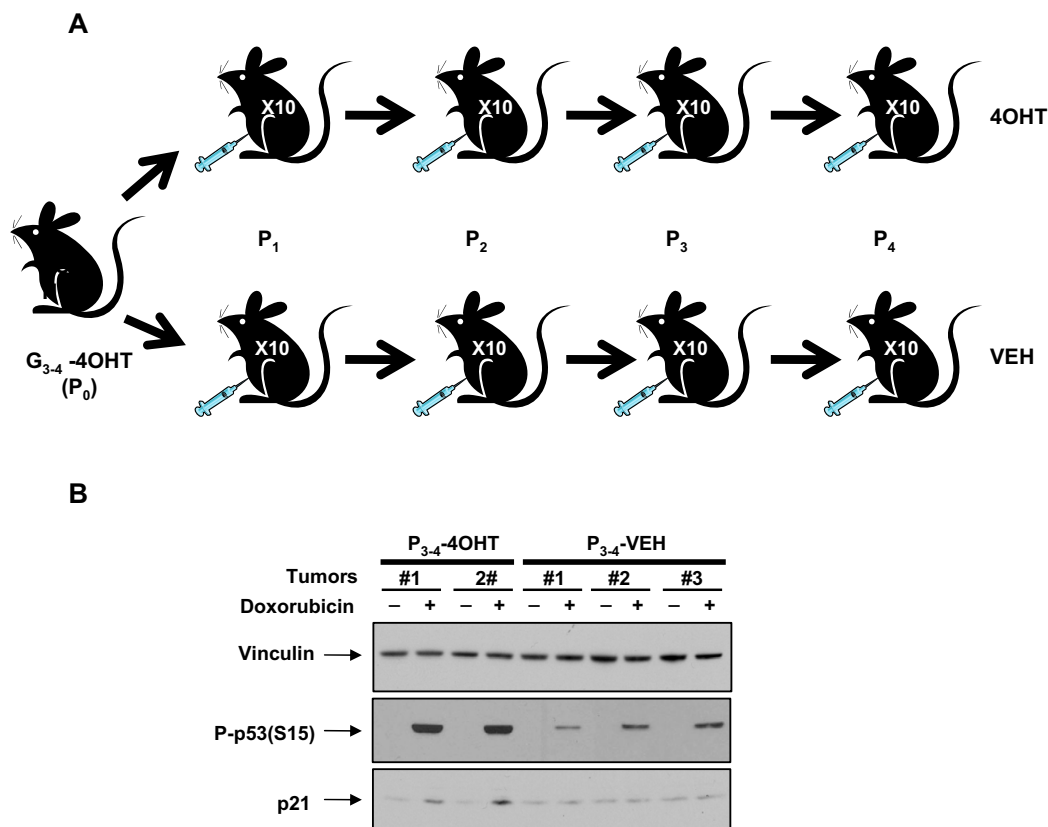 A
X10 X10 X10 X10 4OHT
P1 P2 P3 P4
X10 X10 X10 X10 VEH
G3-4 -4OHT
(P0)
B
P3-4-4OHT P3-4-VEH
Tumors #1 2# #1 #2 #3
Doxorubicin – + – + – + – + – +
Vinculin
P-p53(S15)
p21